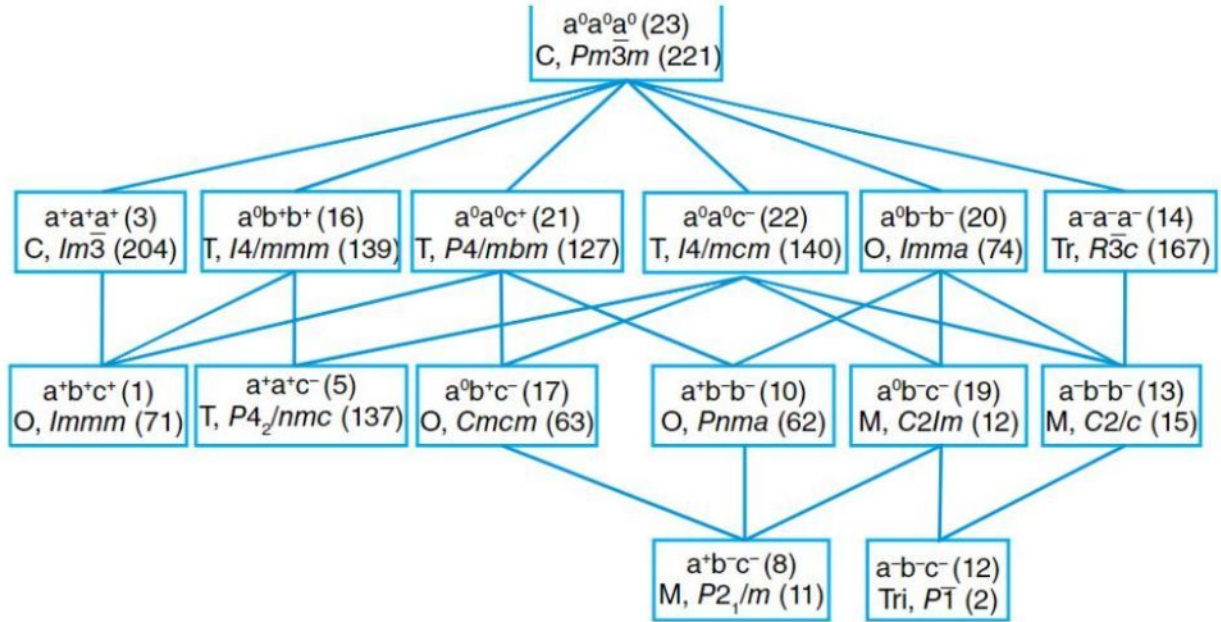 a⁰a⁰a⁰ (23)
C, Pm3̅m (221)
a⁺a⁺a⁺ (3)
C, Im3̅ (204)
a⁰b⁺b⁺ (16)
T, I4/mmm (139)
a⁰a⁰c⁺ (21)
T, P4/mbm (127)
a⁰a⁰c⁻ (22)
T, I4/mcm (140)
a⁰b⁻b⁻ (20)
O, Imma (74)
a⁻a⁻a⁻ (14)
Tr, R3̅c (167)
a⁺b⁺c⁺ (1)
O, Immm (71)
a⁺a⁺c⁻ (5)
T, P4₂/nmc (137)
a⁰b⁺c⁻ (17)
O, Cmcm (63)
a⁺b⁻b⁻ (10)
O, Pnma (62)
a⁰b⁻c⁻ (19)
M, C2Im (12)
a⁻b⁻b⁻ (13)
M, C2/c (15)
a⁺b⁻c⁻ (8)
M, P2₁/m (11)
a⁻b⁻c⁻ (12)
Tri, P1̅ (2)